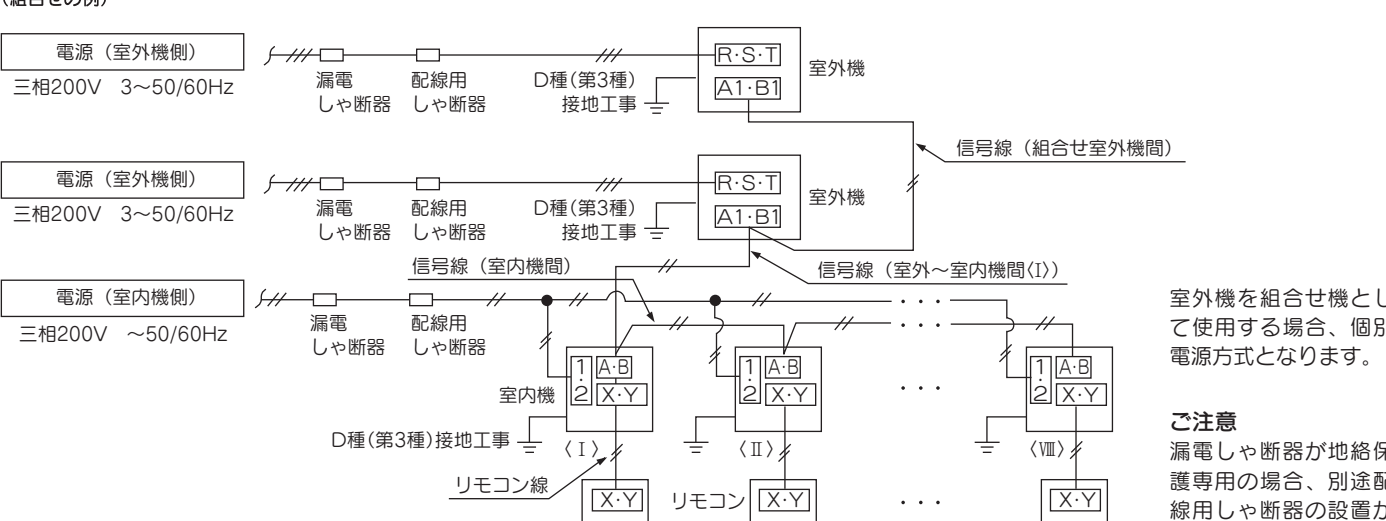 (組合せの例)
電源（室外機側）
三相200V　3～50/60Hz
漏電
しゃ断器
配線用
しゃ断器
D種(第3種)
接地工事
R･S･T
A1･B1
室外機
信号線（組合せ室外機間）
電源（室外機側）
三相200V　3～50/60Hz
漏電
しゃ断器
配線用
しゃ断器
D種(第3種)
接地工事
R･S･T
A1･B1
室外機
信号線（室内機間）
信号線（室外～室内機間〈Ⅰ〉）
電源（室内機側）
三相200V　～50/60Hz
漏電
しゃ断器
配線用
しゃ断器
・・・
・・・
室内機
1･2
A･B
X･Y
1･2
A･B
X･Y
・・・
1･2
A･B
X･Y
D種(第3種)接地工事
〈Ⅰ〉
〈Ⅱ〉
〈Ⅷ〉
リモコン線
X･Y
リモコン
X･Y
・・・
X･Y
室外機を組合せ機とし
て使用する場合、個別
電源方式となります。
ご注意
漏電しゃ断器が地絡保
護専用の場合、別途配
線用しゃ断器の設置が